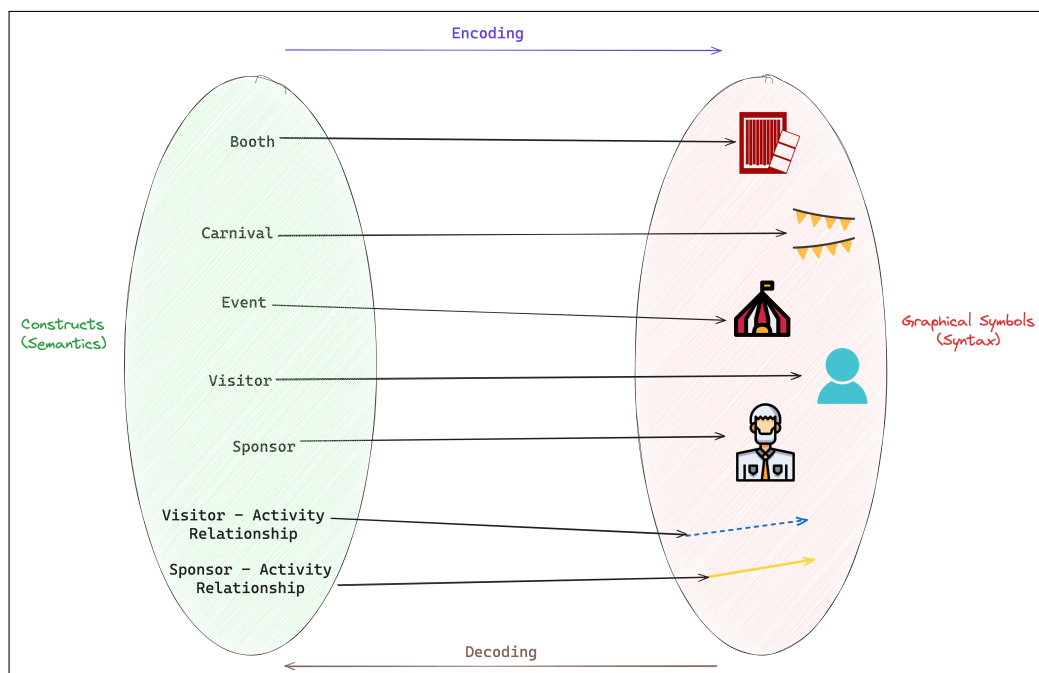 Encoding
Booth
Carnival
Event
Constructs
(Semantics)
Graphical Symbols
(Syntax)
Visitor
Sponsor
Visitor - Activity
Relationship
Sponsor - Activity
Relationship
Decoding